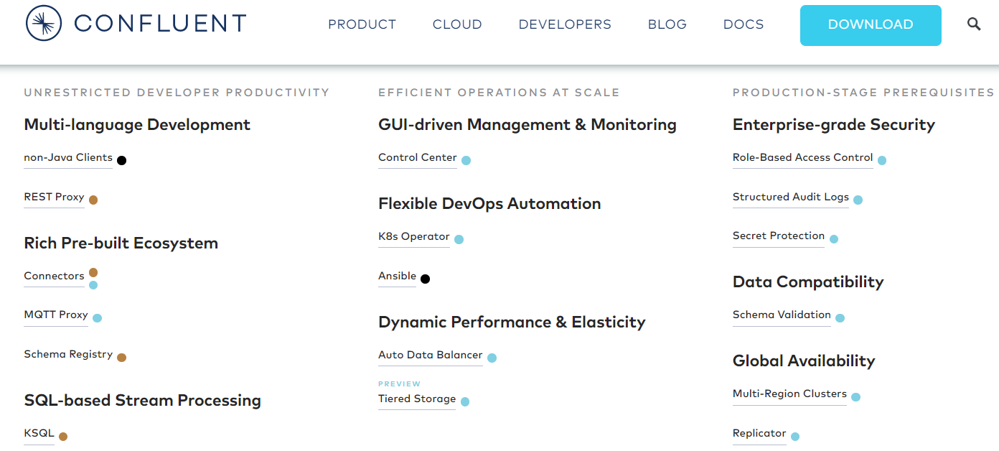 CONFLUENT
PRODUCT CLOUD DEVELOPERS BLOG DOCS DOWNLOAD
UNRESTRICTED DEVELOPER PRODUCTIVITY
Multi-language Development
non-Java Clients
REST Proxy
Rich Pre-built Ecosystem
Connectors
MQTT Proxy
Schema Registry
SQL-based Stream Processing
KSQL
EFFICIENT OPERATIONS AT SCALE
GUI-driven Management & Monitoring
Control Center
Flexible DevOps Automation
K8s Operator
Ansible
Dynamic Performance & Elasticity
Auto Data Balancer
PREVIEW
Tiered Storage
PRODUCTION-STAGE PREREQUISITES
Enterprise-grade Security
Role-Based Access Control
Structured Audit Logs
Secret Protection
Data Compatibility
Schema Validation
Global Availability
Multi-Region Clusters
Replicator